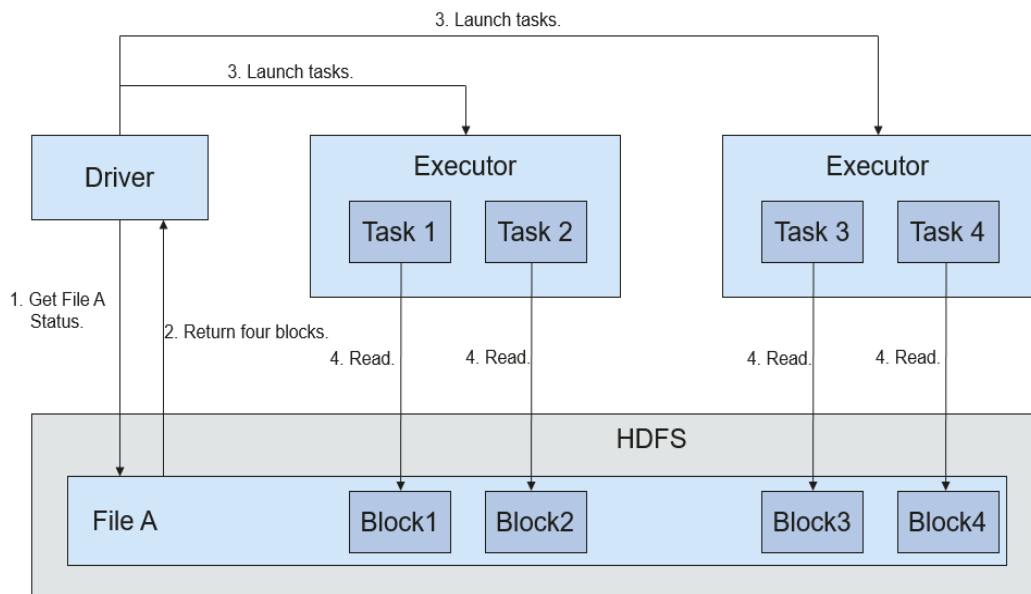 3. Launch tasks.
3. Launch tasks.
Driver
Executor
Executor
Task 1
Task 2
Task 3
Task 4
1. Get File A
Status.
2. Return four blocks.
4. Read.
4. Read.
4. Read.
4. Read.
HDFS
File A
Block1
Block2
Block3
Block4